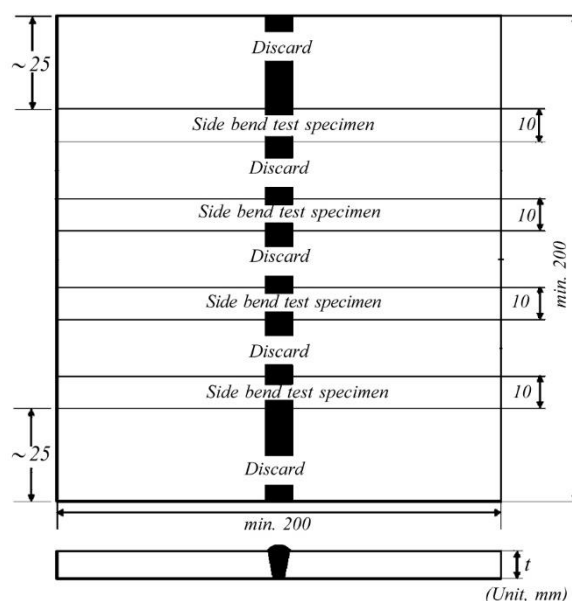 Discard
~25
Side bend test specimen
10
Discard
Side bend test specimen
10
Discard
min. 200
Side bend test specimen
10
Discard
Side bend test specimen
10
~25
Discard
min. 200
t
(Unit, mm)